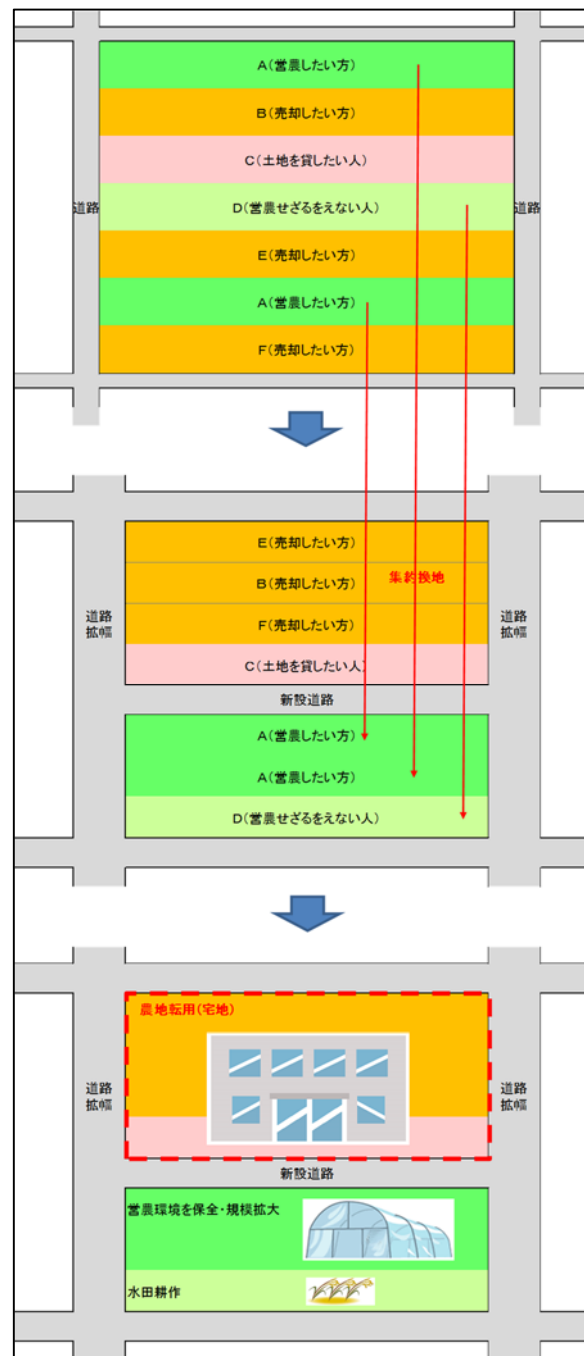 A(営農したい方)
B(売却したい方)
C(土地を貸したい人)
道路
D(営農せざるをえない人)
道路
E(売却したい方)
A(営農したい方)
F(売却したい方)
E(売却したい方)
B(売却したい方)
集約換地
道路
拡幅
F(売却したい方)
道路
拡幅
C(土地を貸したい人)
新設道路
A(営農したい方)
A(営農したい方)
D(営農せざるをえない人)
農地転用(宅地)
道路
拡幅
道路
拡幅
新設道路
営農環境を保全・規模拡大
水田耕作